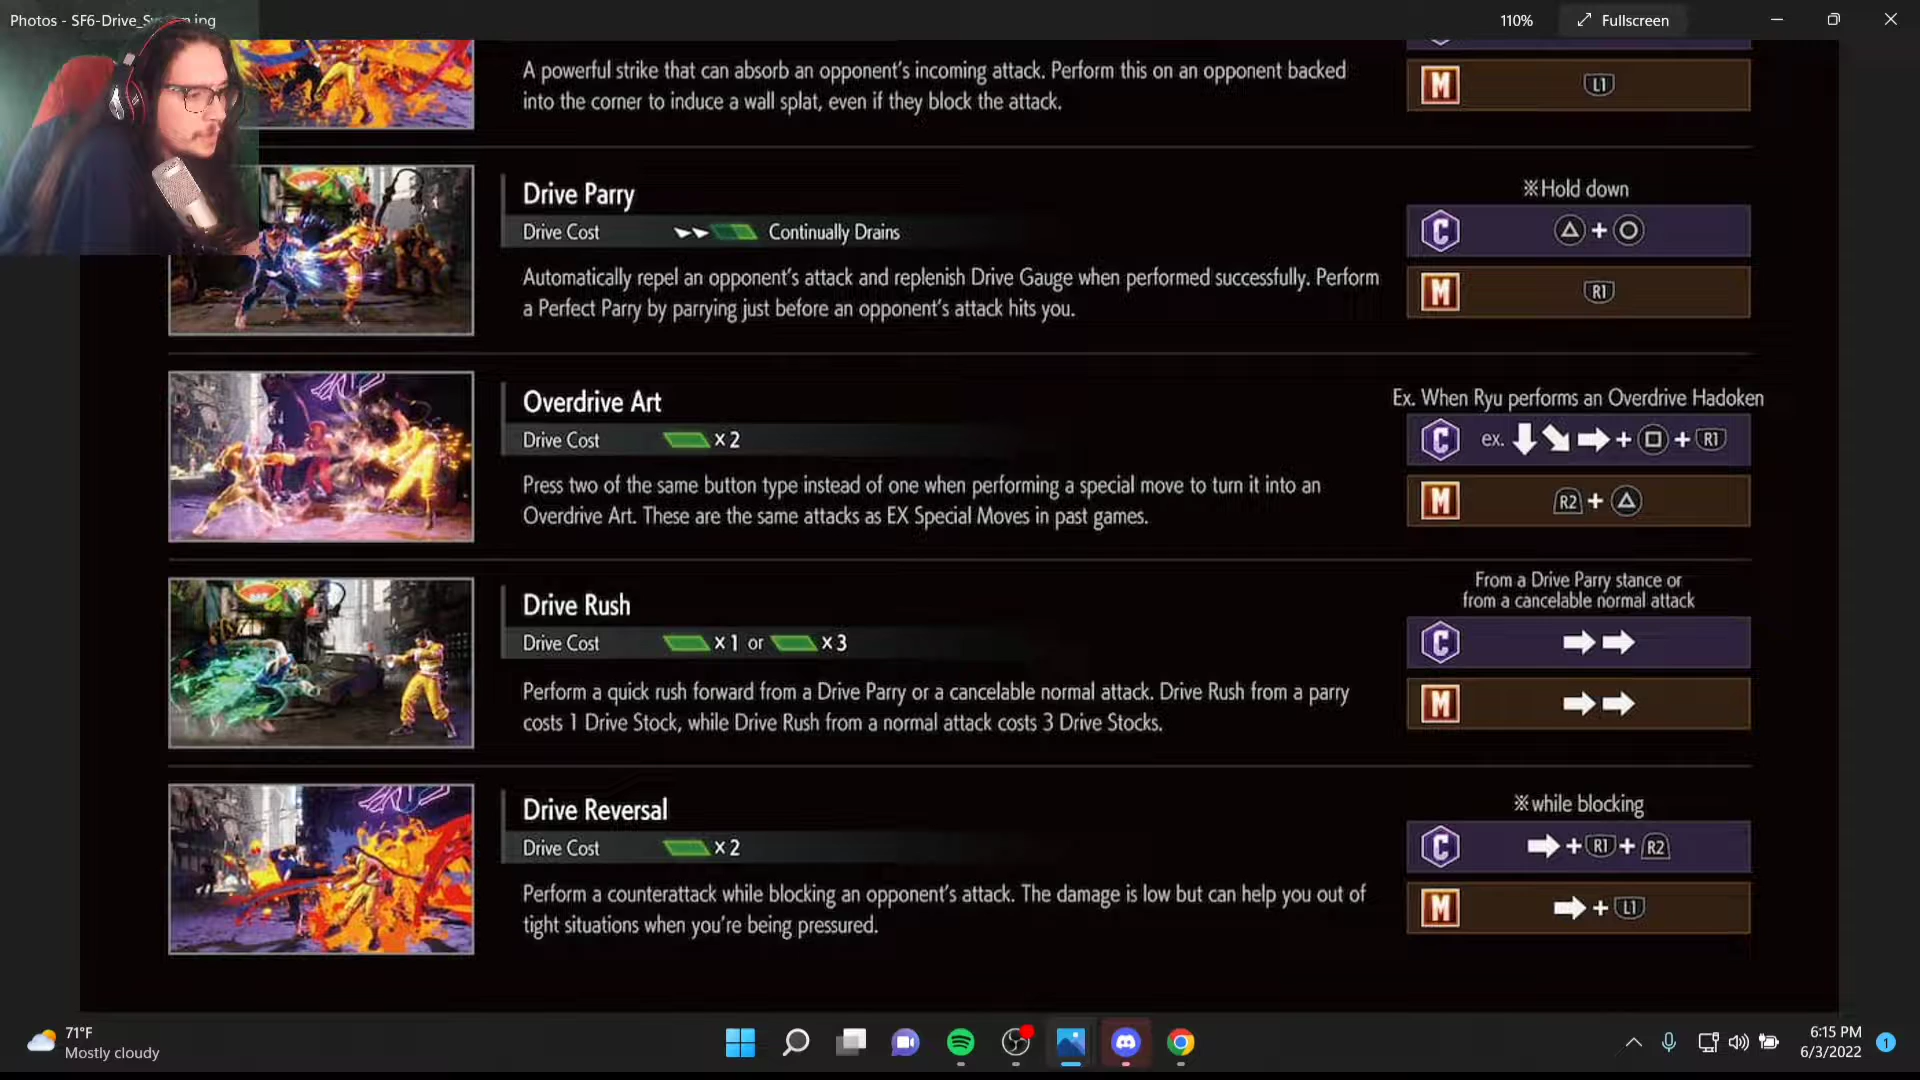 Photos - SF6-Drive_S
110%
Fullscreen
A powerful strike that can absorb an opponent's incoming attack. Perform this on an opponent backed
into the corner to induce a wall splat, even if they block the attack.
M L1
Drive Parry
Drive Cost Continually Drains
Automatically repel an opponent's attack and replenish Drive Gauge when performed successfully. Perform
a Perfect Parry by parrying just before an opponent's attack hits you.
※Hold down
C △ + ○
M R1
Overdrive Art
Drive Cost x 2
Press two of the same button type instead of one when performing a special move to turn it into an
Overdrive Art. These are the same attacks as EX Special Moves in past games.
Ex. When Ryu performs an Overdrive Hadoken
C ex. ⬇ ⬊ ➡ + □ + R1
M R2 + △
Drive Rush
Drive Cost x 1 or x 3
Perform a quick rush forward from a Drive Parry or a cancelable normal attack. Drive Rush from a parry
costs 1 Drive Stock, while Drive Rush from a normal attack costs 3 Drive Stocks.
From a Drive Parry stance or
from a cancelable normal attack
C ➡ ➡
M ➡ ➡
Drive Reversal
Drive Cost x 2
Perform a counterattack while blocking an opponent's attack. The damage is low but can help you out of
tight situations when you're being pressured.
※while blocking
C ➡ + R1 + R2
M ➡ + L1
71°F
Mostly cloudy
6:15 PM
6/3/2022
1